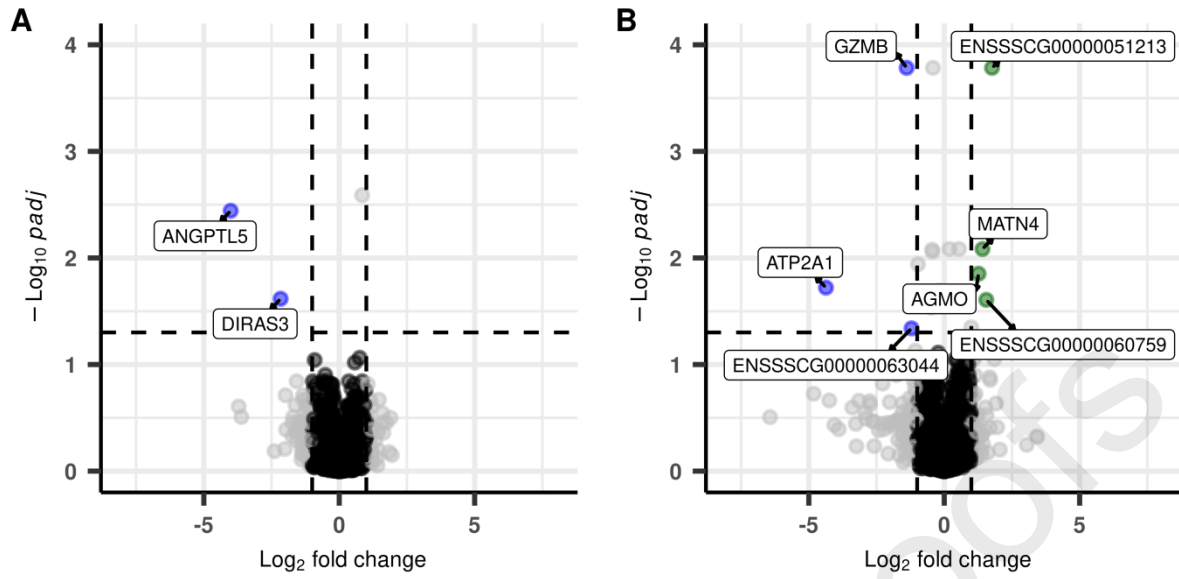 A
4
3
2
1
0
− Log10 padj
ANGPTL5
DIRAS3
-5
0
5
Log2 fold change
B
4
3
2
1
0
− Log10 padj
GZMB
ENSSSCG00000051213
MATN4
ATP2A1
AGMO
ENSSSCG00000060759
ENSSSCG00000063044
-5
0
5
Log2 fold change